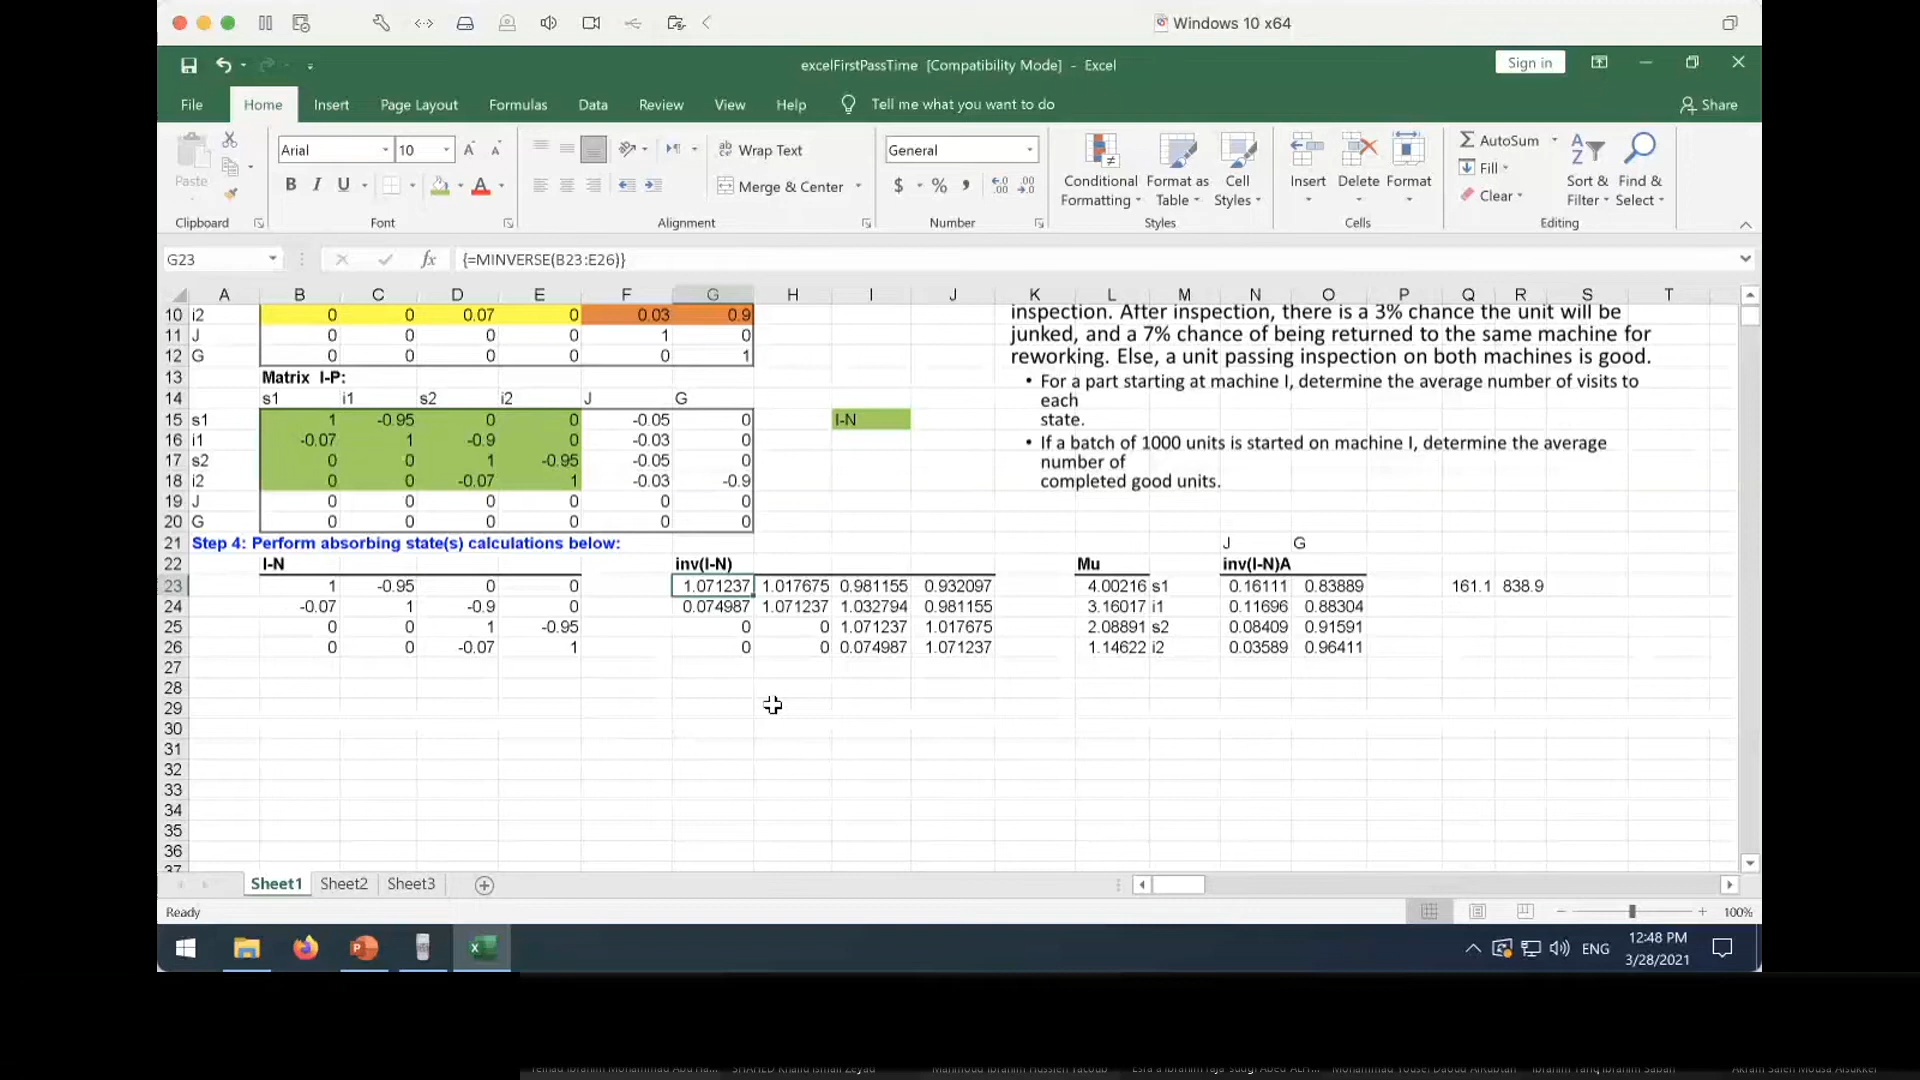 Windows 10 x64
excelFirstPassTime [Compatibility Mode] - Excel
Sign in
File Home Insert Page Layout Formulas Data Review View Help Tell me what you want to do Share
Paste
Arial 10
B I U
Wrap Text
Merge & Center
General
$ % ,
Conditional Formatting
Format as Table
Cell Styles
Insert Delete Format
AutoSum
Fill
Clear
Sort & Filter
Find & Select
Clipboard Font Alignment Number Styles Cells Editing
G23 fx {=MINVERSE(B23:E26)}
A B C D E F G H I J K L M N O P Q R S T
10 i2 0 0 0.07 0 0.03 0.9
11 J 0 0 0 0 1 0
12 G 0 0 0 0 0 1
inspection. After inspection, there is a 3% chance the unit will be
junked, and a 7% chance of being returned to the same machine for
reworking. Else, a unit passing inspection on both machines is good.
• For a part starting at machine I, determine the average number of visits to
each
state.
• If a batch of 1000 units is started on machine I, determine the average
number of
completed good units.
13 Matrix I-P:
14 s1 i1 s2 i2 J G
15 s1 1 -0.95 0 0 -0.05 0 I-N
16 i1 -0.07 1 -0.9 0 -0.03 0
17 s2 0 0 1 -0.95 -0.05 0
18 i2 0 0 -0.07 1 -0.03 -0.9
19 J 0 0 0 0 0 0
20 G 0 0 0 0 0 0
21 Step 4: Perform absorbing state(s) calculations below: J G
22 I-N inv(I-N) Mu inv(I-N)A
23 1 -0.95 0 0 1.071237 1.017675 0.981155 0.932097 4.00216 s1 0.16111 0.83889 161.1 838.9
24 -0.07 1 -0.9 0 0.074987 1.071237 1.032794 0.981155 3.16017 i1 0.11696 0.88304
25 0 0 1 -0.95 0 0 1.071237 1.017675 2.08891 s2 0.08409 0.91591
26 0 0 -0.07 1 0 0 0.074987 1.071237 1.14622 i2 0.03589 0.96411
27
28
29
30
31
32
33
34
35
36
37
Sheet1 Sheet2 Sheet3
Ready 100%
ENG
12:48 PM
3/28/2021